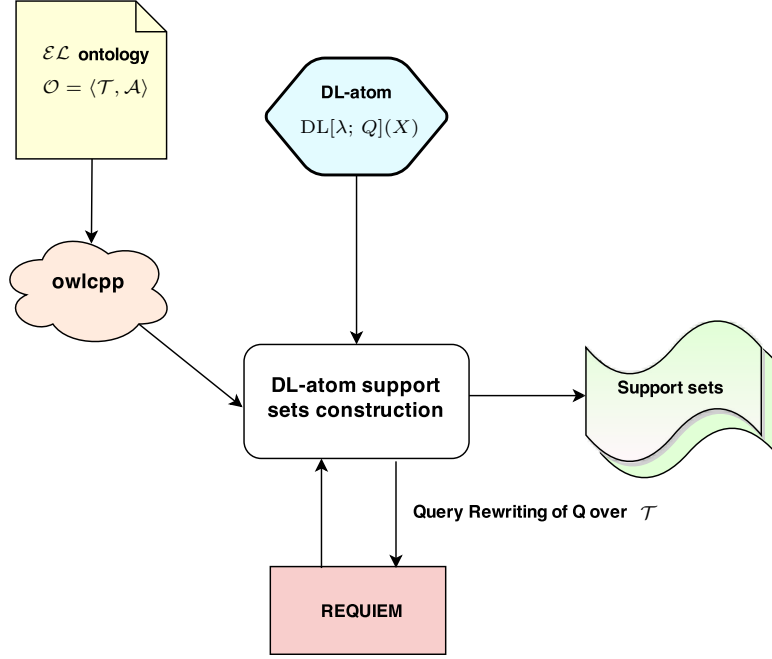 ℰℒ ontology
𝒪 = ⟨𝒯, 𝒜⟩
DL-atom
DL[λ; Q](X)
owlcpp
DL-atom support
sets construction
Support sets
Query Rewriting of Q over 𝒯
REQUIEM